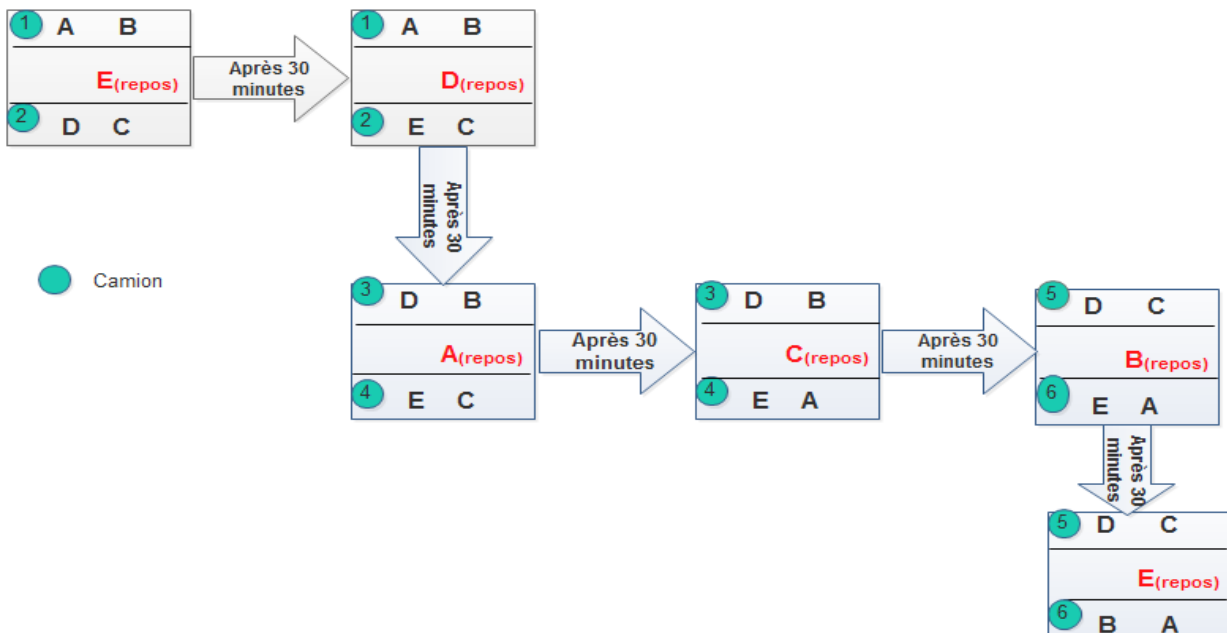 1 A B
E(repos)
2 D C
Après 30
minutes
1 A B
D(repos)
2 E C
Après 30
minutes
Camion
3 D B
A(repos)
4 E C
Après 30
minutes
3 D B
C(repos)
4 E A
Après 30
minutes
5 D C
B(repos)
6 E A
Après 30
minutes
5 D C
E(repos)
6 B A